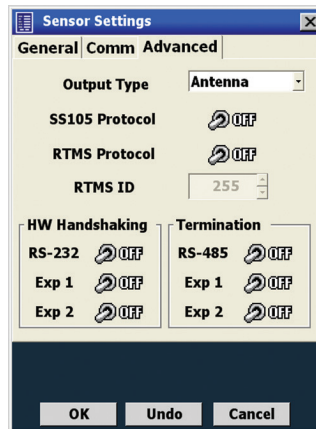 Sensor Settings
General Comm Advanced
Output Type Antenna
SS105 Protocol OFF
RTMS Protocol OFF
RTMS ID 255
HW Handshaking Termination
RS-232 OFF RS-485 OFF
Exp 1 OFF Exp 1 OFF
Exp 2 OFF Exp 2 OFF
OK Undo Cancel